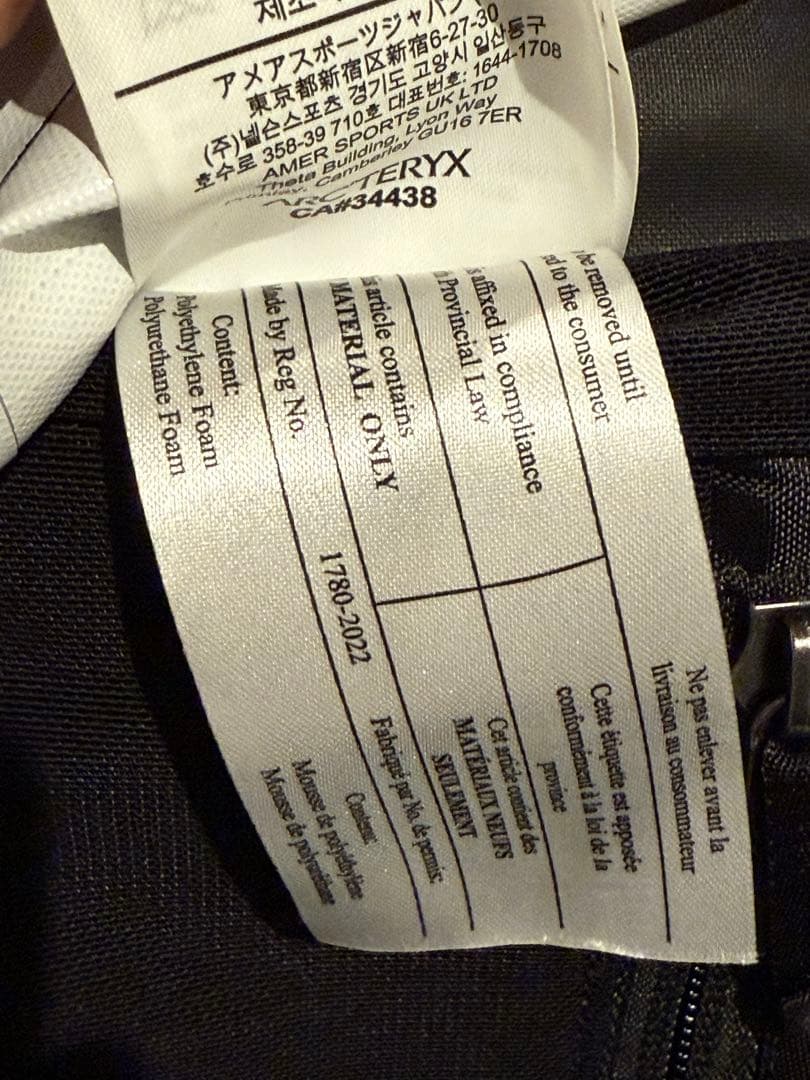 제조
アメアスポーツジャパン
東京都新宿区新宿6-27-30
(주)넬슨스포츠 경기도 고양시 일산동구
호수로 358-39 710호 대표번호: 1644-1708
AMER SPORTS UK LTD
Theta Building, Lyon Way
Camberley GU16 7ER
ARC'TERYX
CA#34438
be removed until
ed to the consumer
Ne pas enlever avant la
livraison au consommateur
s affixed in compliance
h Provincial Law
Cette étiquette est apposée
conformément à la loi de la
province
is article contains
MATERIAL ONLY
Cet article contient des
MATÉRIAUX NEUFS
SEULEMENT
Made by Reg No.
1780-2022
Fabriqué par No. de permis:
Content:
Polyethylene Foam
Polyurethane Foam
Contenu:
Mousse de polyéthylène
Mousse de polyuréthane